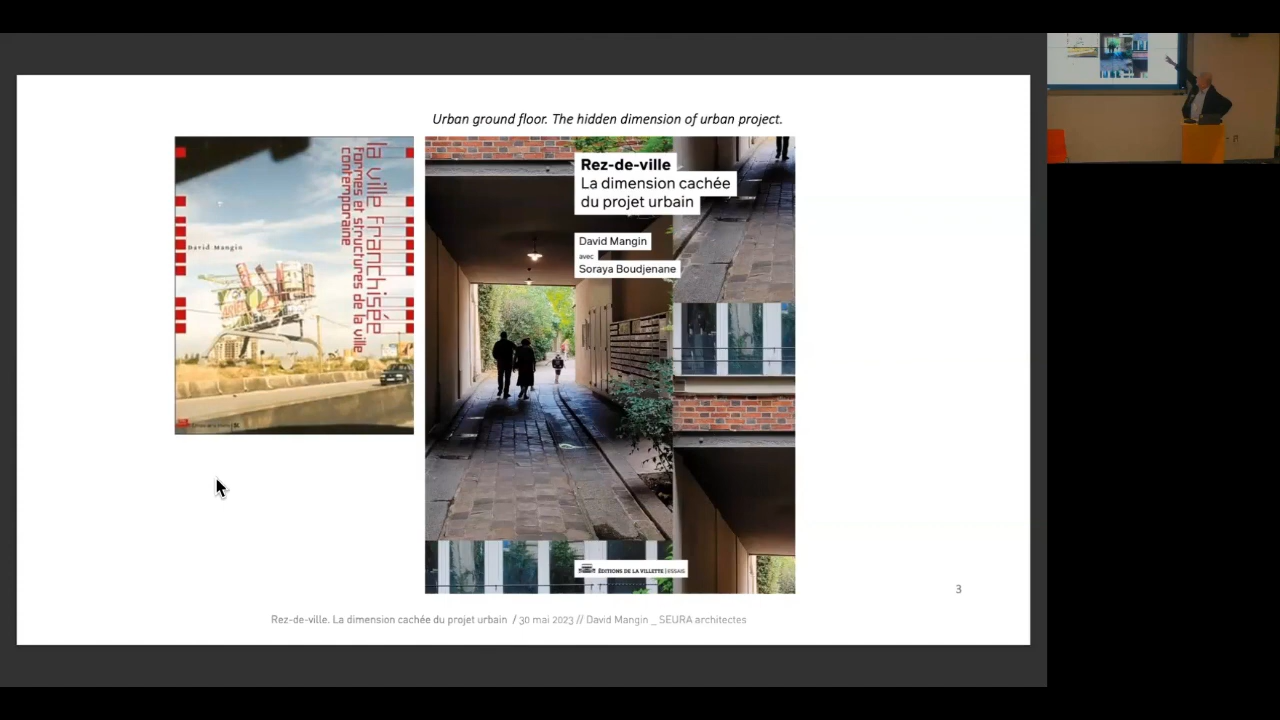 Urban ground floor. The hidden dimension of urban project.
la ville franchisée
formes et structures de la ville
contemporaine
David Mangin
Rez-de-ville
La dimension cachée
du projet urbain
David Mangin
avec
Soraya Boudjenane
ÉDITIONS DE LA VILLETTE | ESSAIS
3
Rez-de-ville. La dimension cachée du projet urbain / 30 mai 2023 // David Mangin _ SEURA architectes